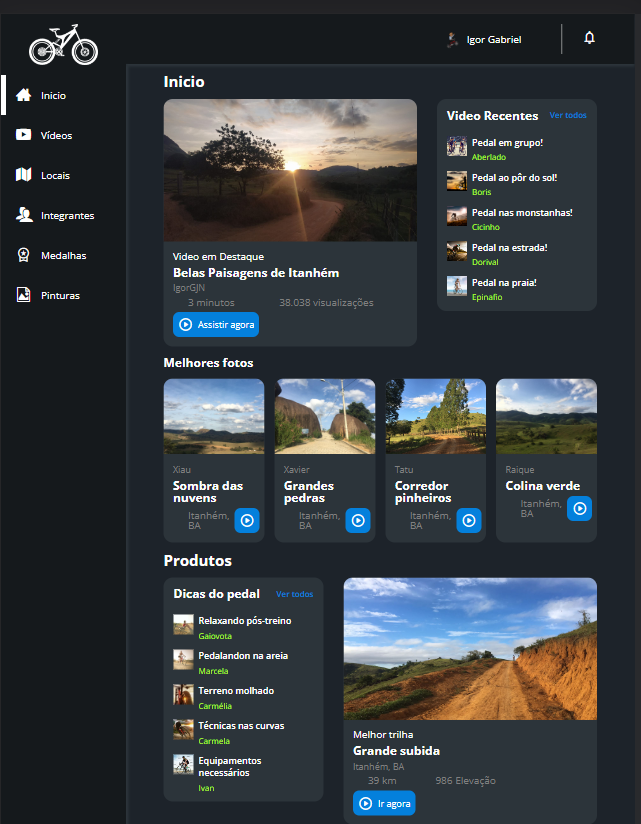 Igor Gabriel
Inicio
Vídeos
Locais
Integrantes
Medalhas
Pinturas
Inicio
Video em Destaque
Belas Paisagens de Itanhém
IgorGJN
3 minutos 38.038 visualizações
Assistir agora
Video Recentes Ver todos
Pedal em grupo!
Aberlado
Pedal ao pôr do sol!
Boris
Pedal nas monstanhas!
Cicinho
Pedal na estrada!
Dorival
Pedal na praia!
Epinafio
Melhores fotos
Xiau
Sombra das
nuvens
Itanhém,
BA
Xavier
Grandes
pedras
Itanhém,
BA
Tatu
Corredor
pinheiros
Itanhém,
BA
Raique
Colina verde
Itanhém,
BA
Produtos
Dicas do pedal Ver todos
Relaxando pós-treino
Gaiovota
Pedalandon na areia
Marcela
Terreno molhado
Carmélia
Técnicas nas curvas
Carmela
Equipamentos
necessários
Ivan
Melhor trilha
Grande subida
Itanhém, BA
39 km 986 Elevação
Ir agora